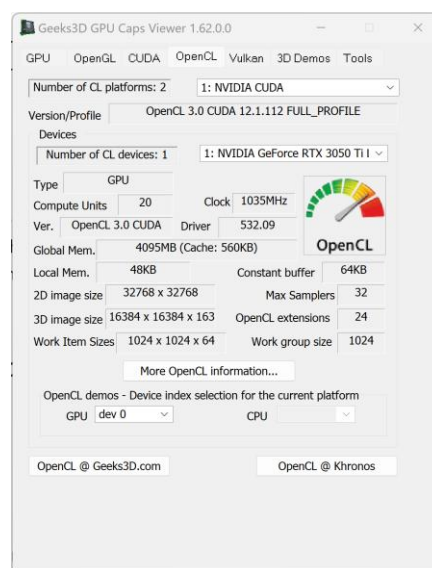 Geeks3D GPU Caps Viewer 1.62.0.0
GPU OpenGL CUDA OpenCL Vulkan 3D Demos Tools
Number of CL platforms: 2 1: NVIDIA CUDA
Version/Profile OpenCL 3.0 CUDA 12.1.112 FULL_PROFILE
Devices
Number of CL devices: 1 1: NVIDIA GeForce RTX 3050 Ti
Type GPU
Compute Units 20 Clock 1035MHz
Ver. OpenCL 3.0 CUDA Driver 532.09
Global Mem. 4095MB (Cache: 560KB) OpenCL
Local Mem. 48KB Constant buffer 64KB
2D image size 32768 x 32768 Max Samplers 32
3D image size 16384 x 16384 x 163 OpenCL extensions 24
Work Item Sizes 1024 x 1024 x 64 Work group size 1024
More OpenCL information...
OpenCL demos - Device index selection for the current platform
GPU dev 0 CPU
OpenCL @ Geeks3D.com OpenCL @ Khronos